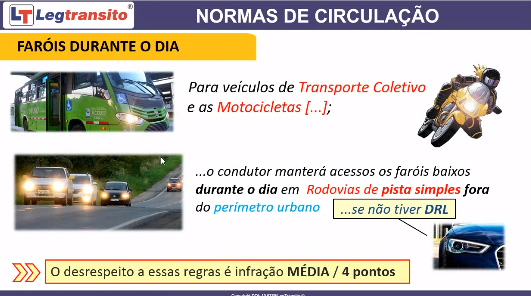 LT Legtransito®
NORMAS DE CIRCULAÇÃO
FARÓIS DURANTE O DIA
Para veículos de Transporte Coletivo
e as Motocicletas [...];
...o condutor manterá acessos os faróis baixos
durante o dia em Rodovias de pista simples fora
do perímetro urbano
...se não tiver DRL
O desrespeito a essas regras é infração MÉDIA / 4 pontos